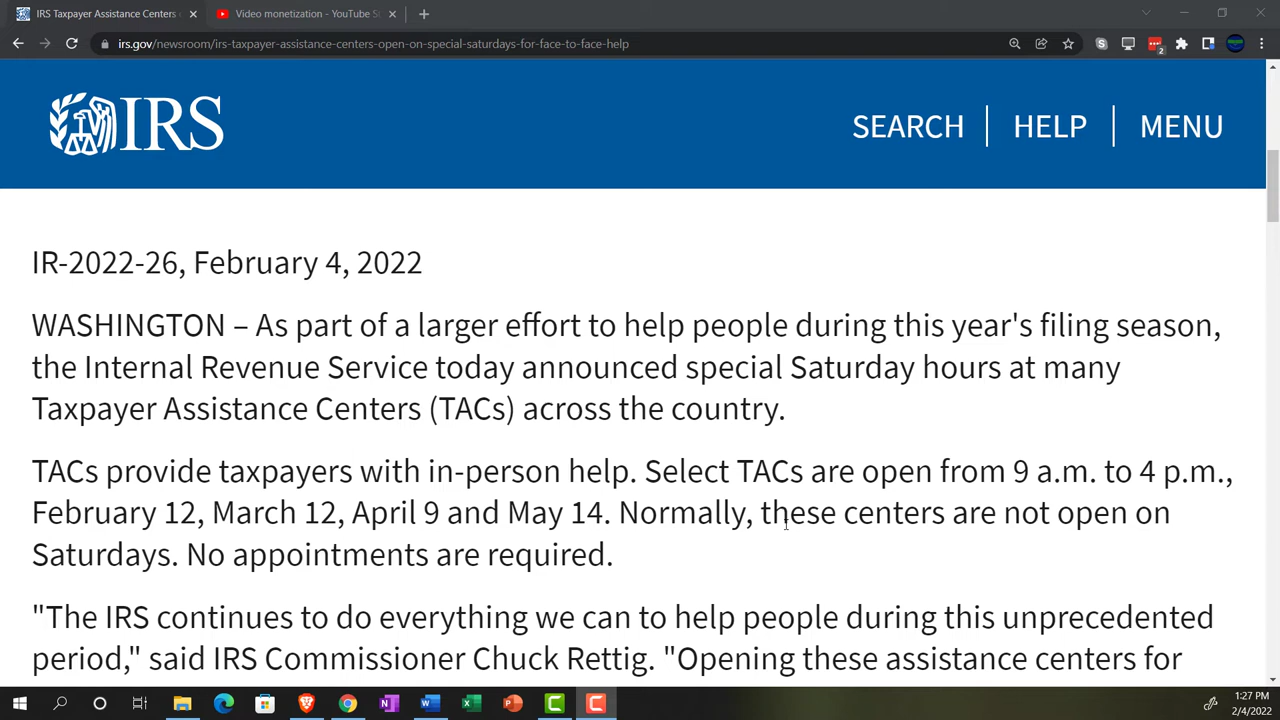 IRS Taxpayer Assistance Centers
Video monetization - YouTube S
irs.gov/newsroom/irs-taxpayer-assistance-centers-open-on-special-saturdays-for-face-to-face-help
2
IRS
SEARCH
HELP
MENU
IR-2022-26, February 4, 2022
WASHINGTON – As part of a larger effort to help people during this year's filing season,
the Internal Revenue Service today announced special Saturday hours at many
Taxpayer Assistance Centers (TACs) across the country.
TACs provide taxpayers with in-person help. Select TACs are open from 9 a.m. to 4 p.m.,
February 12, March 12, April 9 and May 14. Normally, these centers are not open on
Saturdays. No appointments are required.
"The IRS continues to do everything we can to help people during this unprecedented
period," said IRS Commissioner Chuck Rettig. "Opening these assistance centers for
1:27 PM
2/4/2022